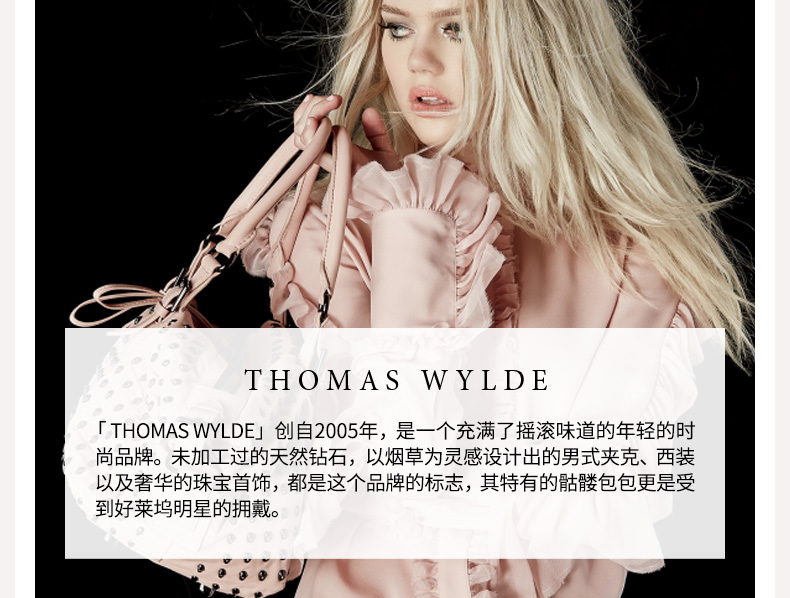 THOMAS WYLDE
「THOMAS WYLDE」创自2005年，是一个充满了摇滚味道的年轻的时
尚品牌。未加工过的天然钻石，以烟草为灵感设计出的男式夹克、西装
以及奢华的珠宝首饰，都是这个品牌的标志，其特有的骷髅包包更是受
到好莱坞明星的拥戴。